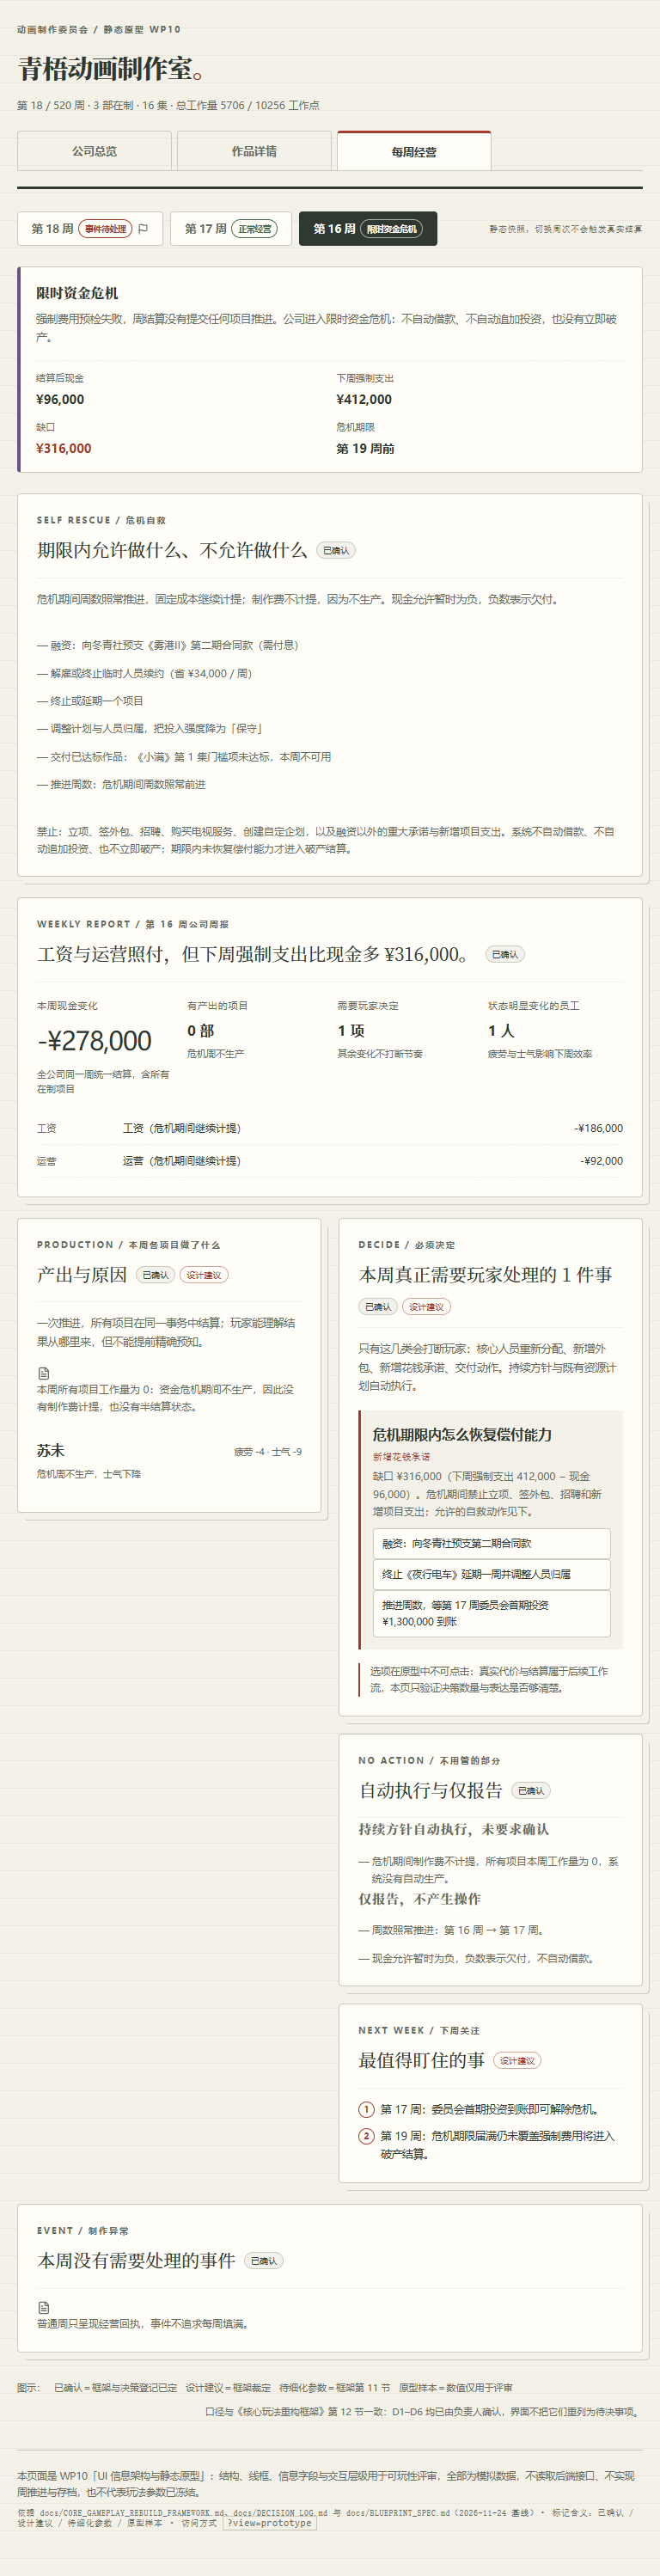 动画制作委员会 / 静态原型 WP10
青梧动画制作室。
第 18 / 520 周 · 3 部在制 · 16 集 · 总工作量 5706 / 10256 工作点
公司总览
作品详情
每周经营
第 18 周 事件待处理
第 17 周 正常经营
第 16 周 限时资金危机
静态快照，切换周次不会触发真实结算
限时资金危机
强制费用预检失败，周结算没有提交任何项目推进。公司进入限时资金危机：不自动借款、不自动追加投资，也没有立即破
产。
结算后现金
¥96,000
下周强制支出
¥412,000
缺口
¥316,000
危机期限
第 19 周前
SELF RESCUE / 危机自救
期限内允许做什么、不允许做什么 已确认
危机期间周数照常推进，固定成本继续计提；制作费不计提，因为不生产。现金允许暂时为负，负数表示欠付。
— 融资：向冬青社预支《雾港II》第二期合同款（需付息）
— 解雇或终止临时人员续约（省 ¥34,000 / 周）
— 终止或延期一个项目
— 调整计划与人员归属，把投入强度降为「保守」
— 交付已达标作品：《小满》第 1 集门槛项未达标，本周不可用
— 推进周数：危机期间周数照常前进
禁止：立项、签外包、招聘、购买电视服务、创建自定企划，以及融资以外的重大承诺与新增项目支出。系统不自动借款、不自
动追加投资、也不立即破产；期限内未恢复偿付能力才进入破产结算。
WEEKLY REPORT / 第 16 周公司周报
工资与运营照付，但下周强制支出比现金多 ¥316,000。 已确认
本周现金变化
-¥278,000
全公司同一周统一结算，含所有
在制项目
有产出的项目
0 部
危机周不生产
需要玩家决定
1 项
其余变化不打断节奏
状态明显变化的员工
1 人
疲劳与士气影响下周效率
工资 工资（危机期间继续计提） -¥186,000
运营 运营（危机期间继续计提） -¥92,000
PRODUCTION / 本周各项目做了什么
产出与原因 已确认 设计建议
一次推进，所有项目在同一事务中结算；玩家能理解结
果从哪里来，但不能提前精确预知。
本周所有项目工作量为 0：资金危机期间不生产，因此没
有制作费计提，也没有半结算状态。
苏未 疲劳 -4 · 士气 -9
危机周不生产，士气下降
DECIDE / 必须决定
本周真正需要玩家处理的 1 件事
已确认 设计建议
只有这几类会打断玩家：核心人员重新分配、新增外
包、新增花钱承诺、交付动作。持续方针与既有资源计
划自动执行。
危机期限内怎么恢复偿付能力
新增花钱承诺
缺口 ¥316,000（下周强制支出 412,000 − 现金
96,000）。危机期间禁止立项、签外包、招聘和新
增项目支出；允许的自救动作见下。
融资：向冬青社预支第二期合同款
终止《夜行电车》延期一周并调整人员归属
推进周数，等第 17 周委员会首期投资
¥1,300,000 到账
选项在原型中不可点击：真实代价与结算属于后续工作
流，本页只验证决策数量与表达是否够清楚。
NO ACTION / 不用管的部分
自动执行与仅报告 已确认
持续方针自动执行，未要求确认
— 危机期间制作费不计提，所有项目本周工作量为 0，系
统没有自动生产。
仅报告，不产生操作
— 周数照常推进：第 16 周 → 第 17 周。
— 现金允许暂时为负，负数表示欠付，不自动借款。
NEXT WEEK / 下周关注
最值得盯住的事 设计建议
1 第 17 周：委员会首期投资到账即可解除危机。
2 第 19 周：危机期限届满仍未覆盖强制费用将进入
破产结算。
EVENT / 制作异常
本周没有需要处理的事件 已确认
普通周只呈现经营回执，事件不追求每周填满。
图示： 已确认＝框架与决策登记已定 设计建议＝框架裁定 待细化参数＝框架第 11 节 原型样本＝数值仅用于评审
口径与《核心玩法重构框架》第 12 节一致：D1–D6 均已由负责人确认，界面不把它们重列为待决事项。
本页面是 WP10「UI 信息架构与静态原型」：结构、线框、信息字段与交互层级用于可玩性评审，全部为模拟数据，不读取后端接口、不实现
周推进与存档，也不代表玩法参数已冻结。
依据 docs/CORE_GAMEPLAY_REBUILD_FRAMEWORK.md、docs/DECISION_LOG.md 与 docs/BLUEPRINT_SPEC.md（2026-11-24 基线）· 标记含义：已确认 /
设计建议 / 待细化参数 / 原型样本 · 访问方式 ?view=prototype